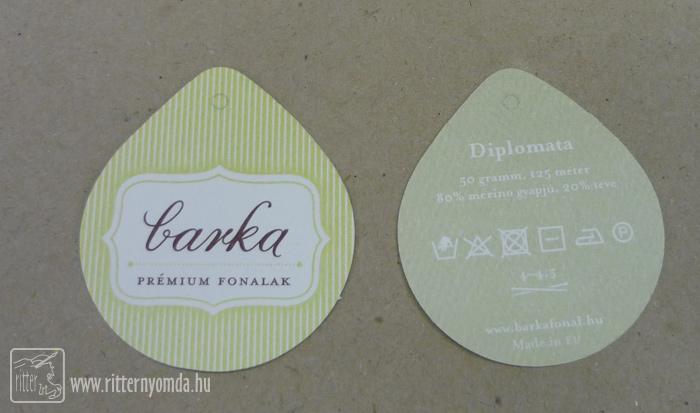 barka
PRÉMIUM FONALAK
Diplomata
50 gramm, 125 méter
80% merino gyapjú, 20% teve
P
4-4,5
www.barkafonal.hu
Made in EU
ritter
www.ritternyomda.hu